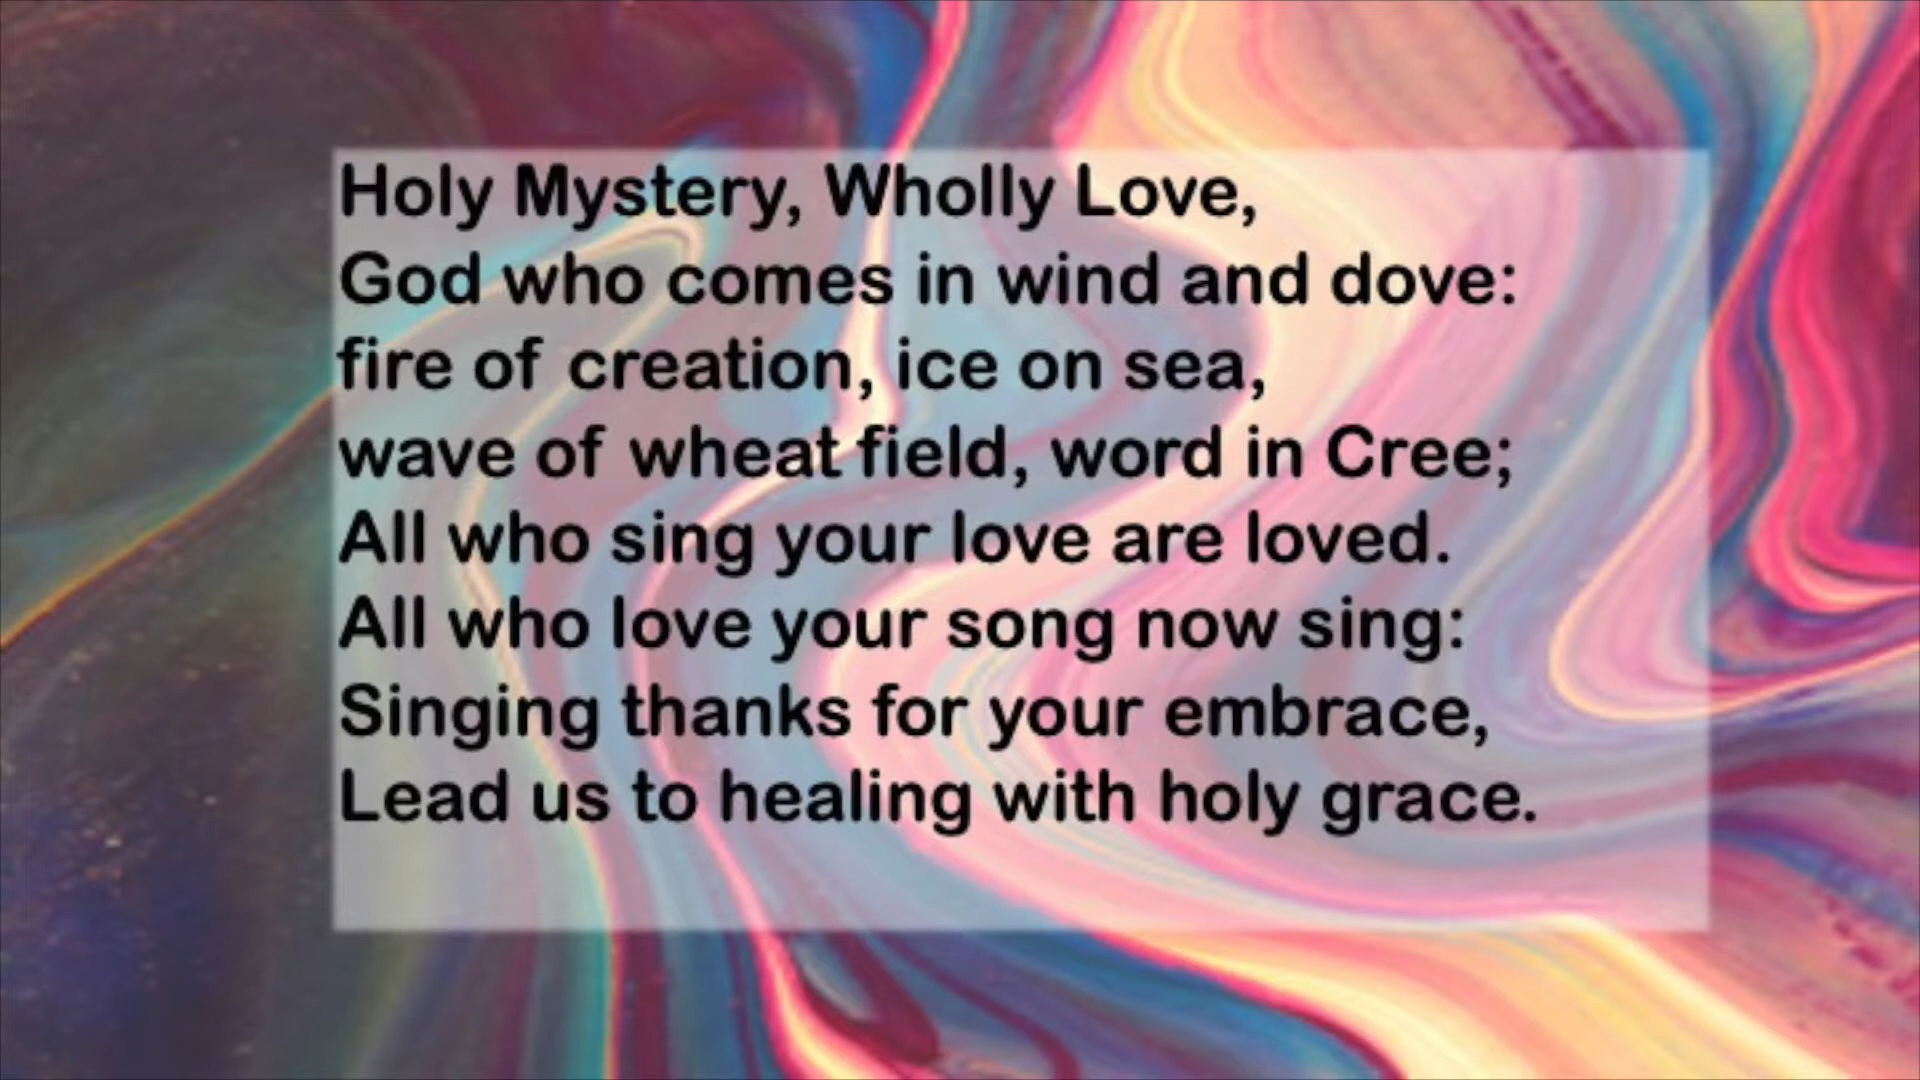 Holy Mystery, Wholly Love,
God who comes in wind and dove:
fire of creation, ice on sea,
wave of wheat field, word in Cree;
All who sing your love are loved.
All who love your song now sing:
Singing thanks for your embrace,
Lead us to healing with holy grace.